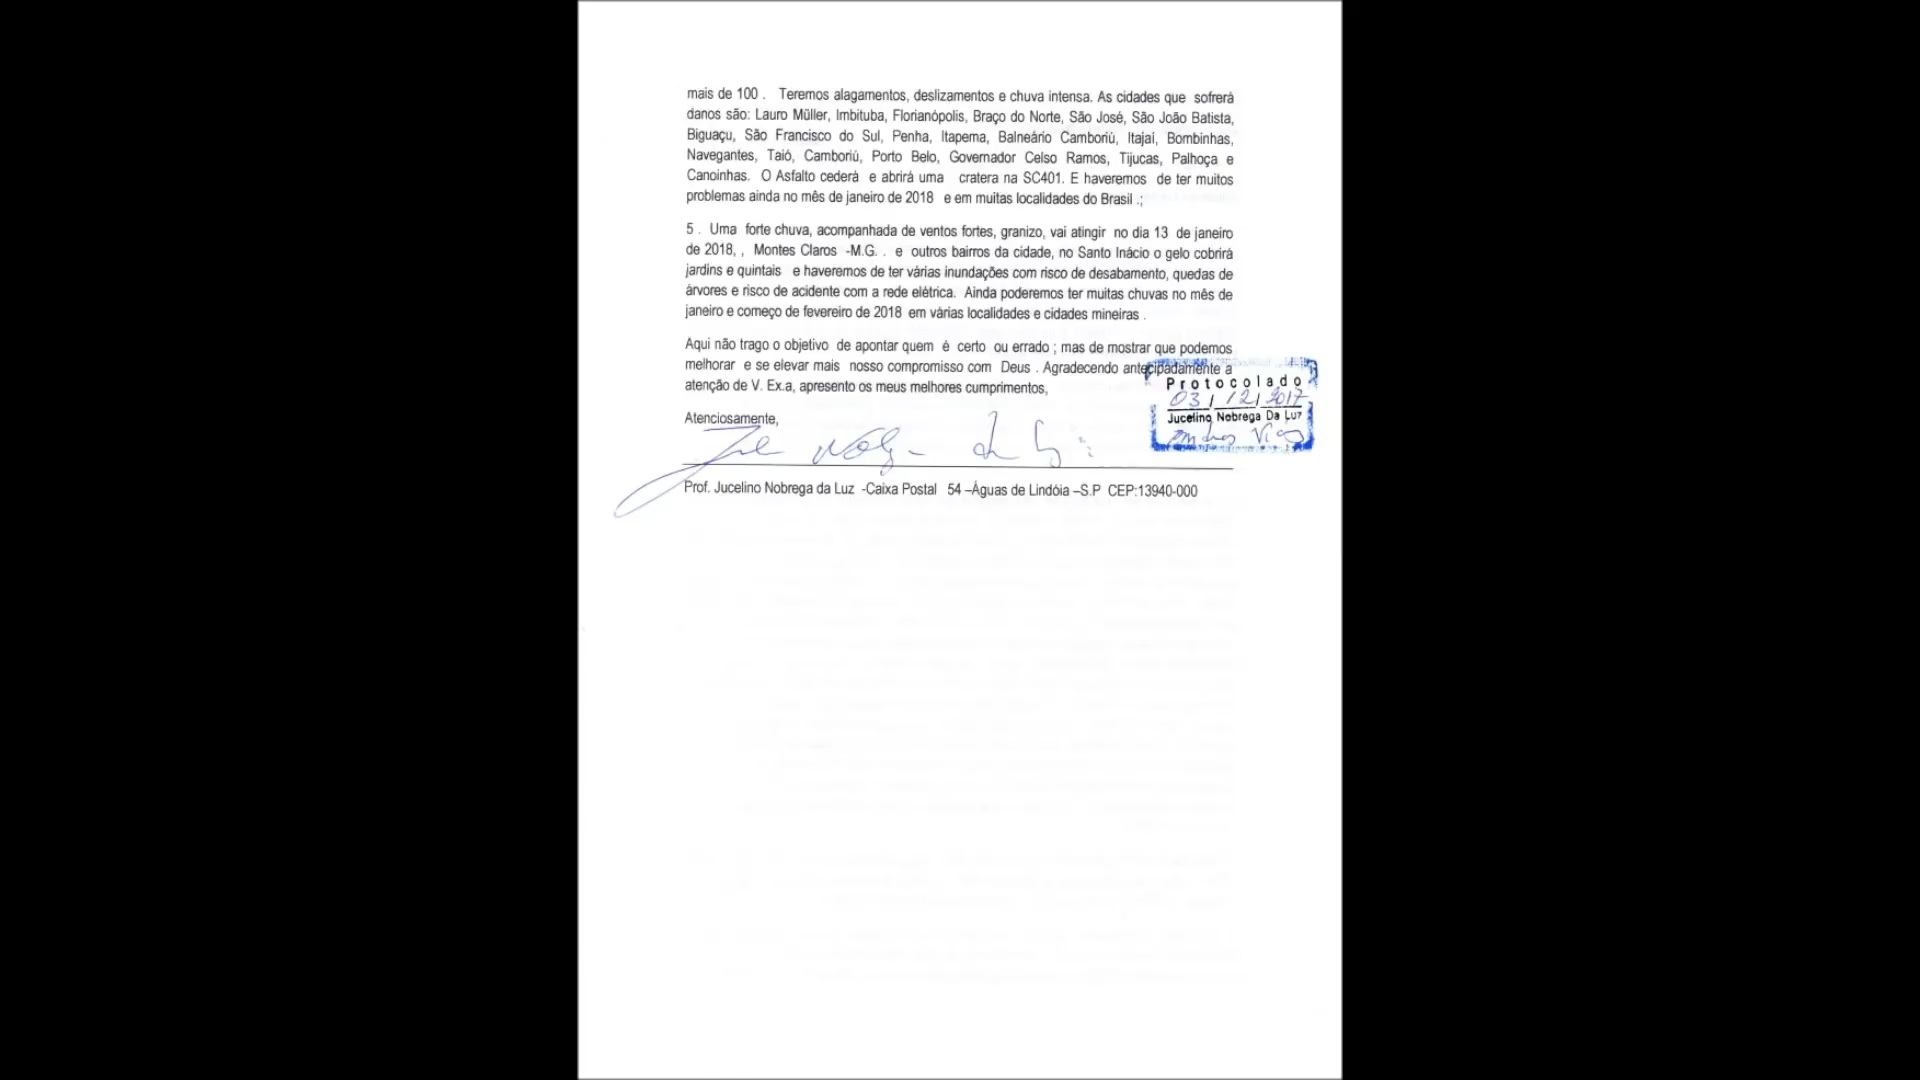 mais de 100 . Teremos alagamentos, deslizamentos e chuva intensa. As cidades que sofrerá
danos são: Lauro Müller, Imbituba, Florianópolis, Braço do Norte, São José, São João Batista,
Biguaçu, São Francisco do Sul, Penha, Itapema, Balneário Camboriú, Itajaí, Bombinhas,
Navegantes, Taió, Camboriú, Porto Belo, Governador Celso Ramos, Tijucas, Palhoça e
Canoinhas. O Asfalto cederá e abrirá uma cratera na SC401. E haveremos de ter muitos
problemas ainda no mês de janeiro de 2018 e em muitas localidades do Brasil .;
5 . Uma forte chuva, acompanhada de ventos fortes, granizo, vai atingir no dia 13 de janeiro
de 2018, , Montes Claros -M.G. . e outros bairros da cidade, no Santo Inácio o gelo cobrirá
jardins e quintais e haveremos de ter várias inundações com risco de desabamento, quedas de
árvores e risco de acidente com a rede elétrica. Ainda poderemos ter muitas chuvas no mês de
janeiro e começo de fevereiro de 2018 em várias localidades e cidades mineiras .
Aqui não trago o objetivo de apontar quem é certo ou errado ; mas de mostrar que podemos
melhorar e se elevar mais nosso compromisso com Deus . Agradecendo antecipadamente a
atenção de V. Ex.a, apresento os meus melhores cumprimentos,
Protocolado
03 / 12 / 2017
Jucelino Nobrega Da Luz
Atenciosamente,
Prof. Jucelino Nobrega da Luz -Caixa Postal 54 –Águas de Lindóia –S.P CEP:13940-000